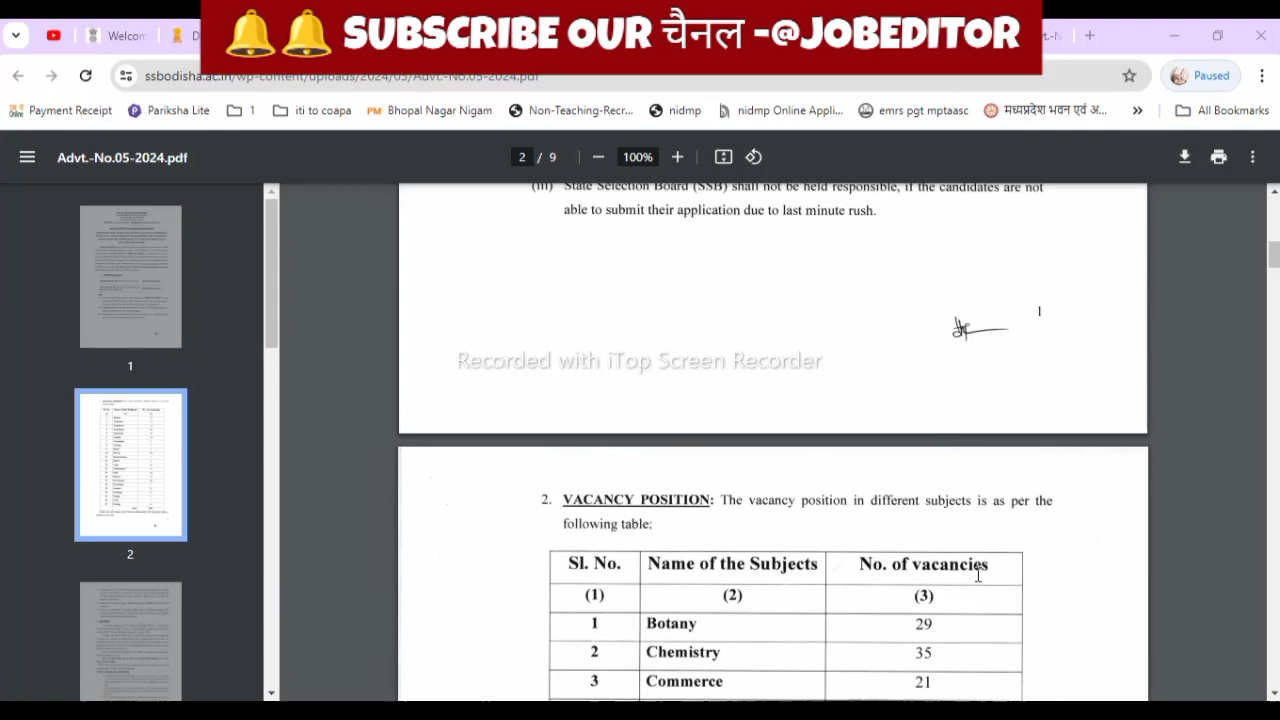 SUBSCRIBE OUR चैनल -@JOBEDITOR
Welcom
ssbodisha.ac.in/wp-content/uploads/2024/03/Advt.-No.05-2024.pdf
Paused
Payment Receipt
Pariksha Lite
1
iti to coapa
PM Bhopal Nagar Nigam
Non-Teaching-Recr...
nidmp
nidmp Online Appli...
emrs pgt mptaasc
मध्यप्रदेश भवन एवं अ...
All Bookmarks
Advt.-No.05-2024.pdf
2 / 9
100%
(iii) State Selection Board (SSB) shall not be held responsible, if the candidates are not
able to submit their application due to last minute rush.
1
Recorded with iTop Screen Recorder
1
2
2. VACANCY POSITION: The vacancy position in different subjects is as per the
following table:
Sl. No. Name of the Subjects No. of vacancies
(1) (2) (3)
1 Botany 29
2 Chemistry 35
3 Commerce 21